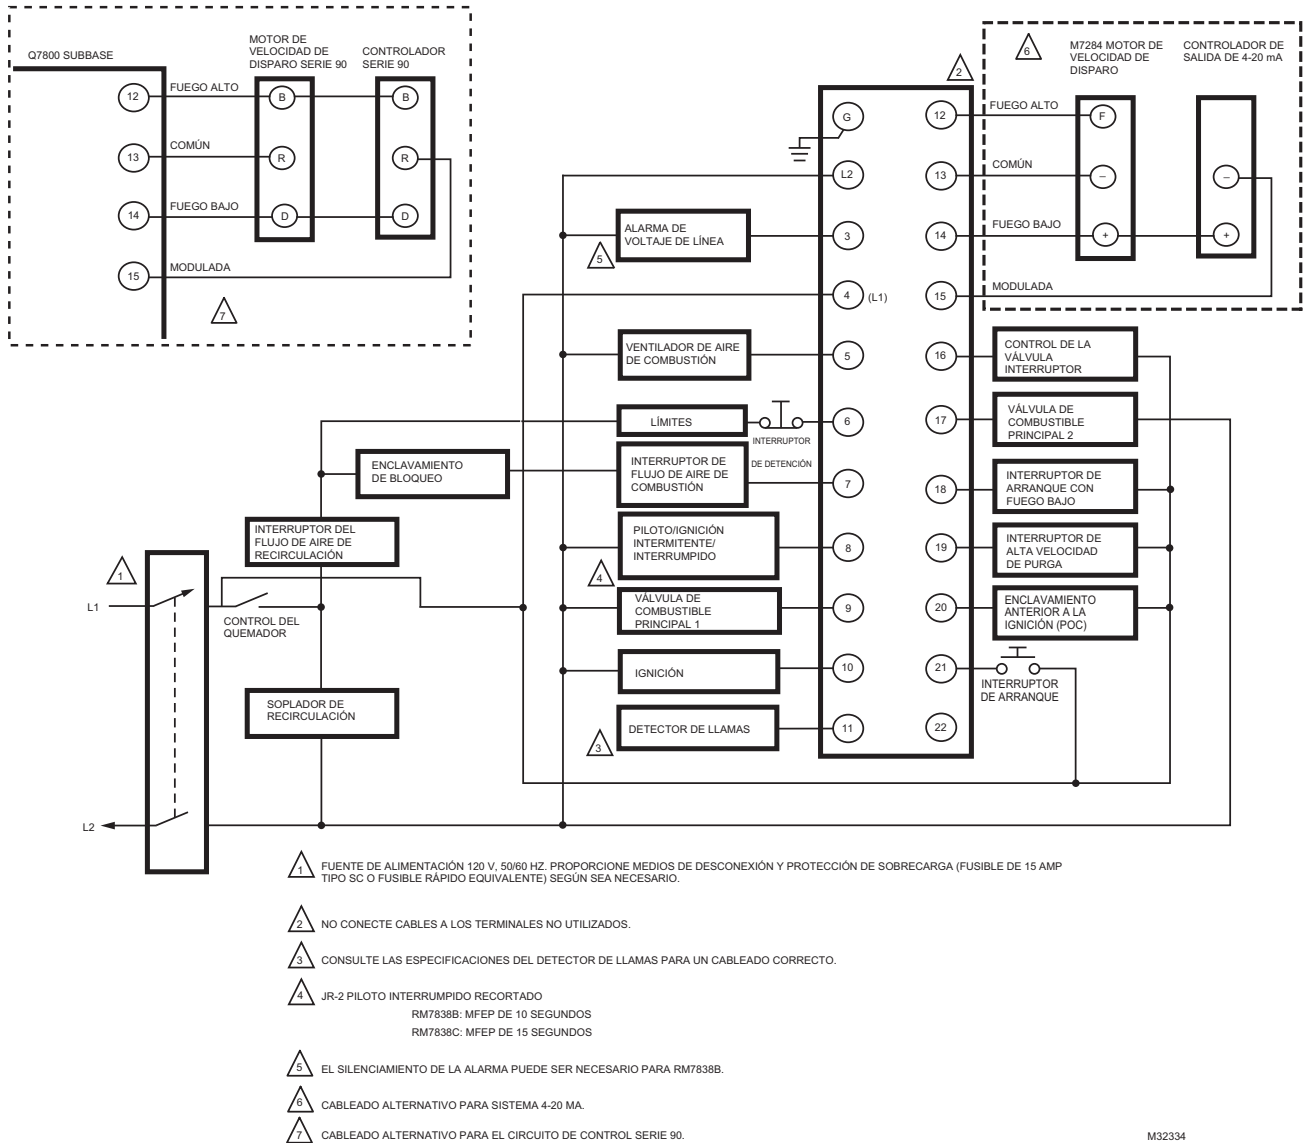 Q7800 SUBBASE
MOTOR DE
VELOCIDAD DE
DISPARO SERIE 90
CONTROLADOR
SERIE 90
12
FUEGO ALTO
B
B
13
COMÚN
R
R
14
FUEGO BAJO
D
D
15
MODULADA
7
6
M7284 MOTOR DE
VELOCIDAD DE
DISPARO
CONTROLADOR DE
SALIDA DE 4-20 mA
2
G
12
FUEGO ALTO
F
L2
13
COMÚN
–
–
ALARMA DE
VOLTAJE DE LÍNEA
5
3
14
FUEGO BAJO
+
+
4
(L1)
15
MODULADA
VENTILADOR DE AIRE
DE COMBUSTIÓN
5
16
CONTROL DE LA
VÁLVULA
INTERRUPTOR
LÍMITES
INTERRUPTOR
DE DETENCIÓN
6
17
VÁLVULA DE
COMBUSTIBLE
PRINCIPAL 2
ENCLAVAMIENTO
DE BLOQUEO
INTERRUPTOR DE
FLUJO DE AIRE DE
COMBUSTIÓN
7
18
INTERRUPTOR DE
ARRANQUE CON
FUEGO BAJO
INTERRUPTOR DEL
FLUJO DE AIRE DE
RECIRCULACIÓN
PILOTO/IGNICIÓN
INTERMITENTE/
INTERRUMPIDO
4
8
19
INTERRUPTOR DE
ALTA VELOCIDAD
DE PURGA
1
L1
CONTROL DEL
QUEMADOR
VÁLVULA DE
COMBUSTIBLE
PRINCIPAL 1
9
20
ENCLAVAMIENTO
ANTERIOR A LA
IGNICIÓN (POC)
IGNICIÓN
10
21
INTERRUPTOR
DE ARRANQUE
SOPLADOR DE
RECIRCULACIÓN
DETECTOR DE LLAMAS
3
11
22
L2
1 FUENTE DE ALIMENTACIÓN 120 V, 50/60 HZ. PROPORCIONE MEDIOS DE DESCONEXIÓN Y PROTECCIÓN DE SOBRECARGA (FUSIBLE DE 15 AMP
TIPO SC O FUSIBLE RÁPIDO EQUIVALENTE) SEGÚN SEA NECESARIO.
2 NO CONECTE CABLES A LOS TERMINALES NO UTILIZADOS.
3 CONSULTE LAS ESPECIFICACIONES DEL DETECTOR DE LLAMAS PARA UN CABLEADO CORRECTO.
4 JR-2 PILOTO INTERRUMPIDO RECORTADO
RM7838B: MFEP DE 10 SEGUNDOS
RM7838C: MFEP DE 15 SEGUNDOS
5 EL SILENCIAMIENTO DE LA ALARMA PUEDE SER NECESARIO PARA RM7838B.
6 CABLEADO ALTERNATIVO PARA SISTEMA 4-20 MA.
7 CABLEADO ALTERNATIVO PARA EL CIRCUITO DE CONTROL SERIE 90.
M32334